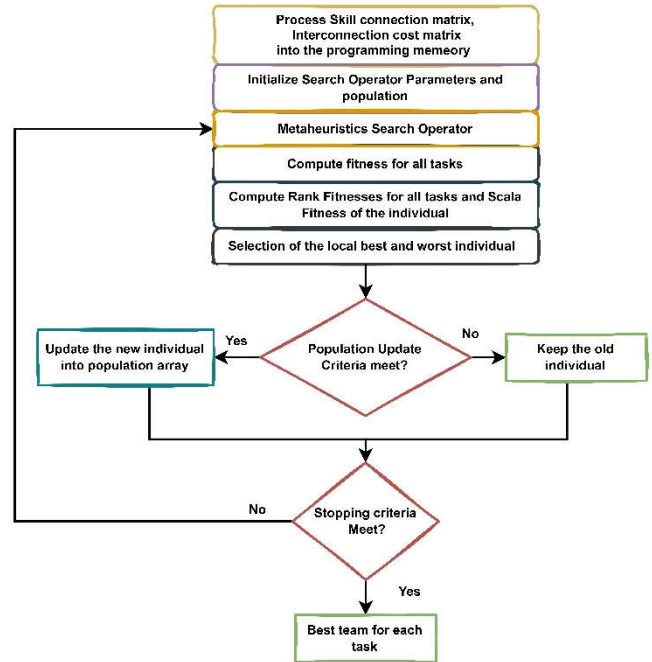 Process Skill connection matrix,
Interconnection cost matrix
into the programming memeory
Initialize Search Operator Parameters and
population
Metaheuristics Search Operator
Compute fitness for all tasks
Compute Rank Fitnesses for all tasks and Scala
Fitness of the individual
Selection of the local best and worst individual
Yes
No
Update the new individual
into population array
Population Update
Criteria meet?
Keep the old
individual
No
Stopping criteria
Meet?
Yes
Best team for each
task